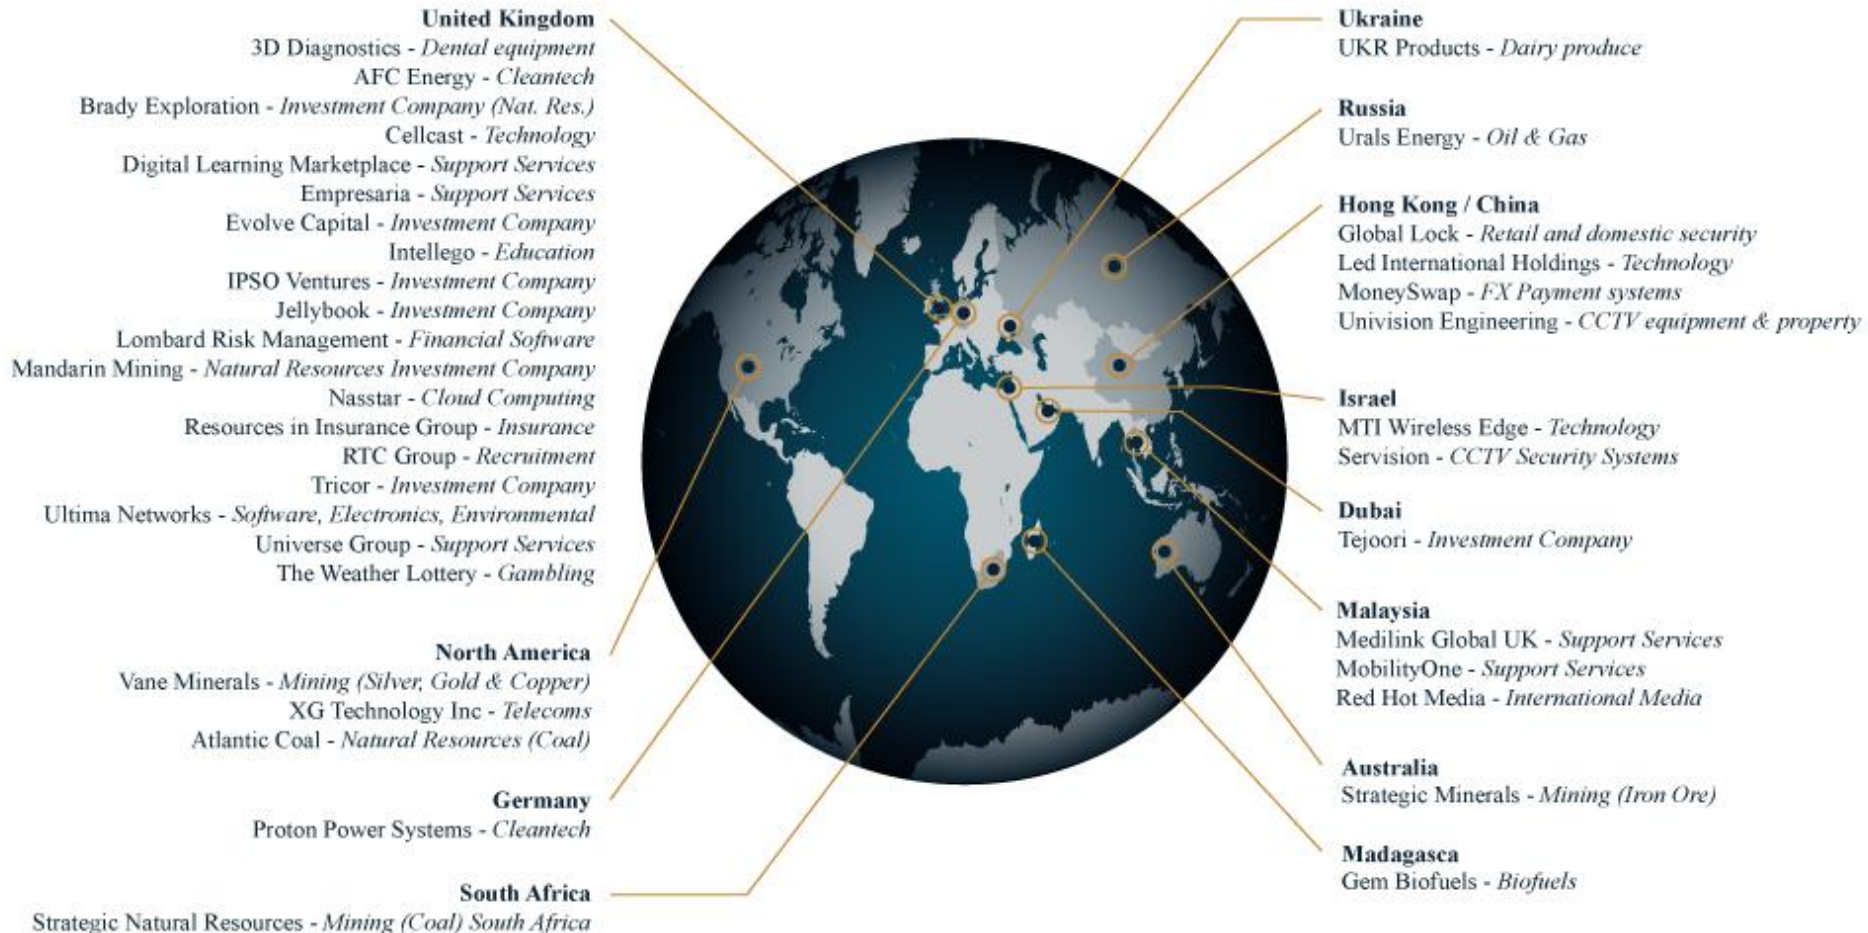 United Kingdom
3D Diagnostics - Dental equipment
AFC Energy - Cleantech
Brady Exploration - Investment Company (Nat. Res.)
Cellcast - Technology
Digital Learning Marketplace - Support Services
Empresaria - Support Services
Evolve Capital - Investment Company
Intellego - Education
IPSO Ventures - Investment Company
Jellybook - Investment Company
Lombard Risk Management - Financial Software
Mandarin Mining - Natural Resources Investment Company
Nasstar - Cloud Computing
Resources in Insurance Group - Insurance
RTC Group - Recruitment
Tricor - Investment Company
Ultima Networks - Software, Electronics, Environmental
Universe Group - Support Services
The Weather Lottery - Gambling
North America
Vane Minerals - Mining (Silver, Gold & Copper)
XG Technology Inc - Telecoms
Atlantic Coal - Natural Resources (Coal)
Germany
Proton Power Systems - Cleantech
South Africa
Strategic Natural Resources - Mining (Coal) South Africa
Ukraine
UKR Products - Dairy produce
Russia
Urals Energy - Oil & Gas
Hong Kong / China
Global Lock - Retail and domestic security
Led International Holdings - Technology
MoneySwap - FX Payment systems
Univision Engineering - CCTV equipment & property
Israel
MTI Wireless Edge - Technology
Servision - CCTV Security Systems
Dubai
Tejoori - Investment Company
Malaysia
Medilink Global UK - Support Services
MobilityOne - Support Services
Red Hot Media - International Media
Australia
Strategic Minerals - Mining (Iron Ore)
Madagasca
Gem Biofuels - Biofuels